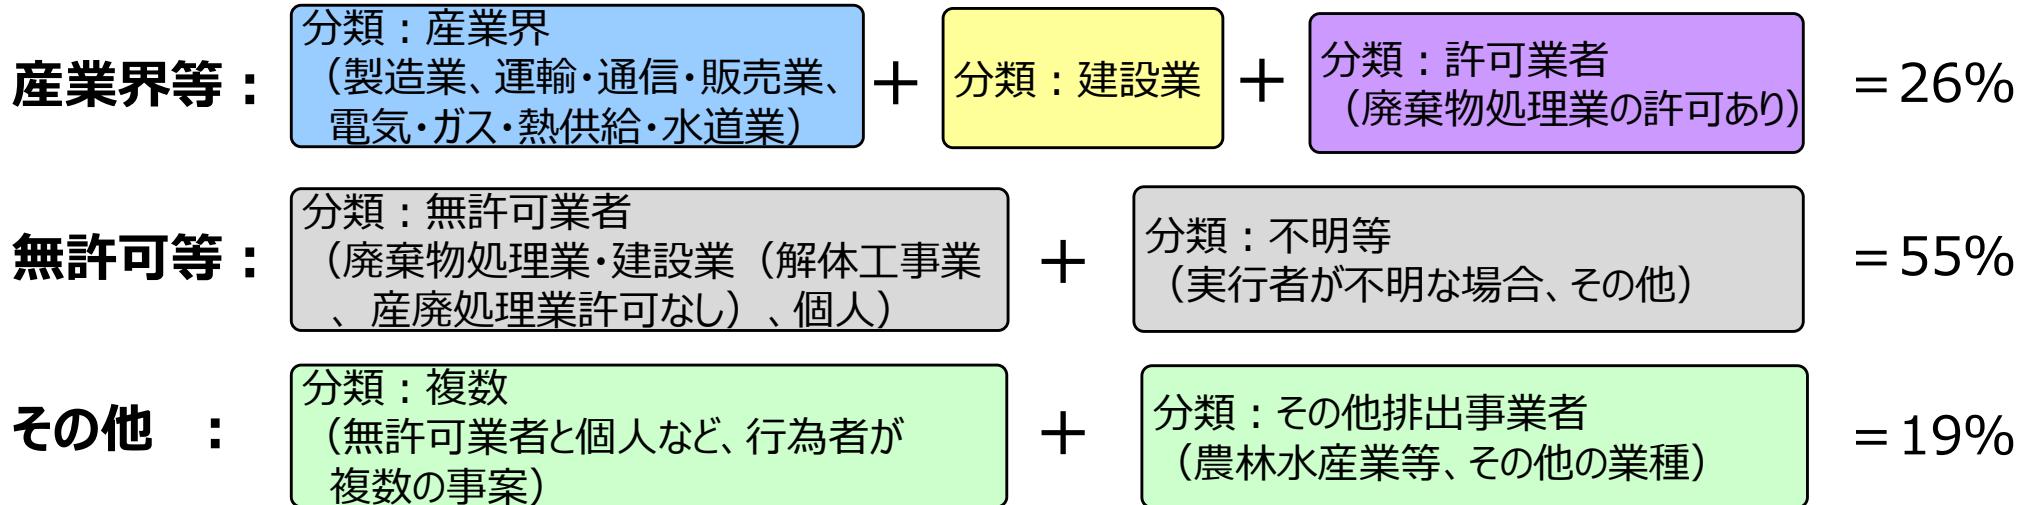 産業界等：
分類：産業界
（製造業、運輸・通信・販売業、
電気・ガス・熱供給・水道業）
＋
分類：建設業
＋
分類：許可業者
（廃棄物処理業の許可あり）
＝26%
無許可等：
分類：無許可業者
（廃棄物処理業・建設業（解体工事業
、産廃処理業許可なし）、個人）
＋
分類：不明等
（実行者が不明な場合、その他）
＝55%
その他　：
分類：複数
（無許可業者と個人など、行為者が
複数の事案）
＋
分類：その他排出事業者
（農林水産業等、その他の業種）
＝19%